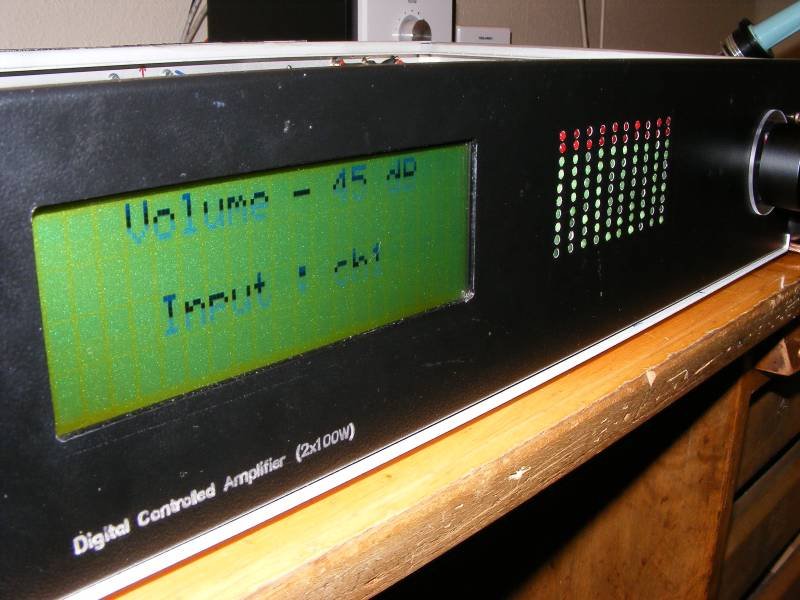 Volume - 45 dB
Input : ch1
Digital Controlled Amplifier (2x100W)